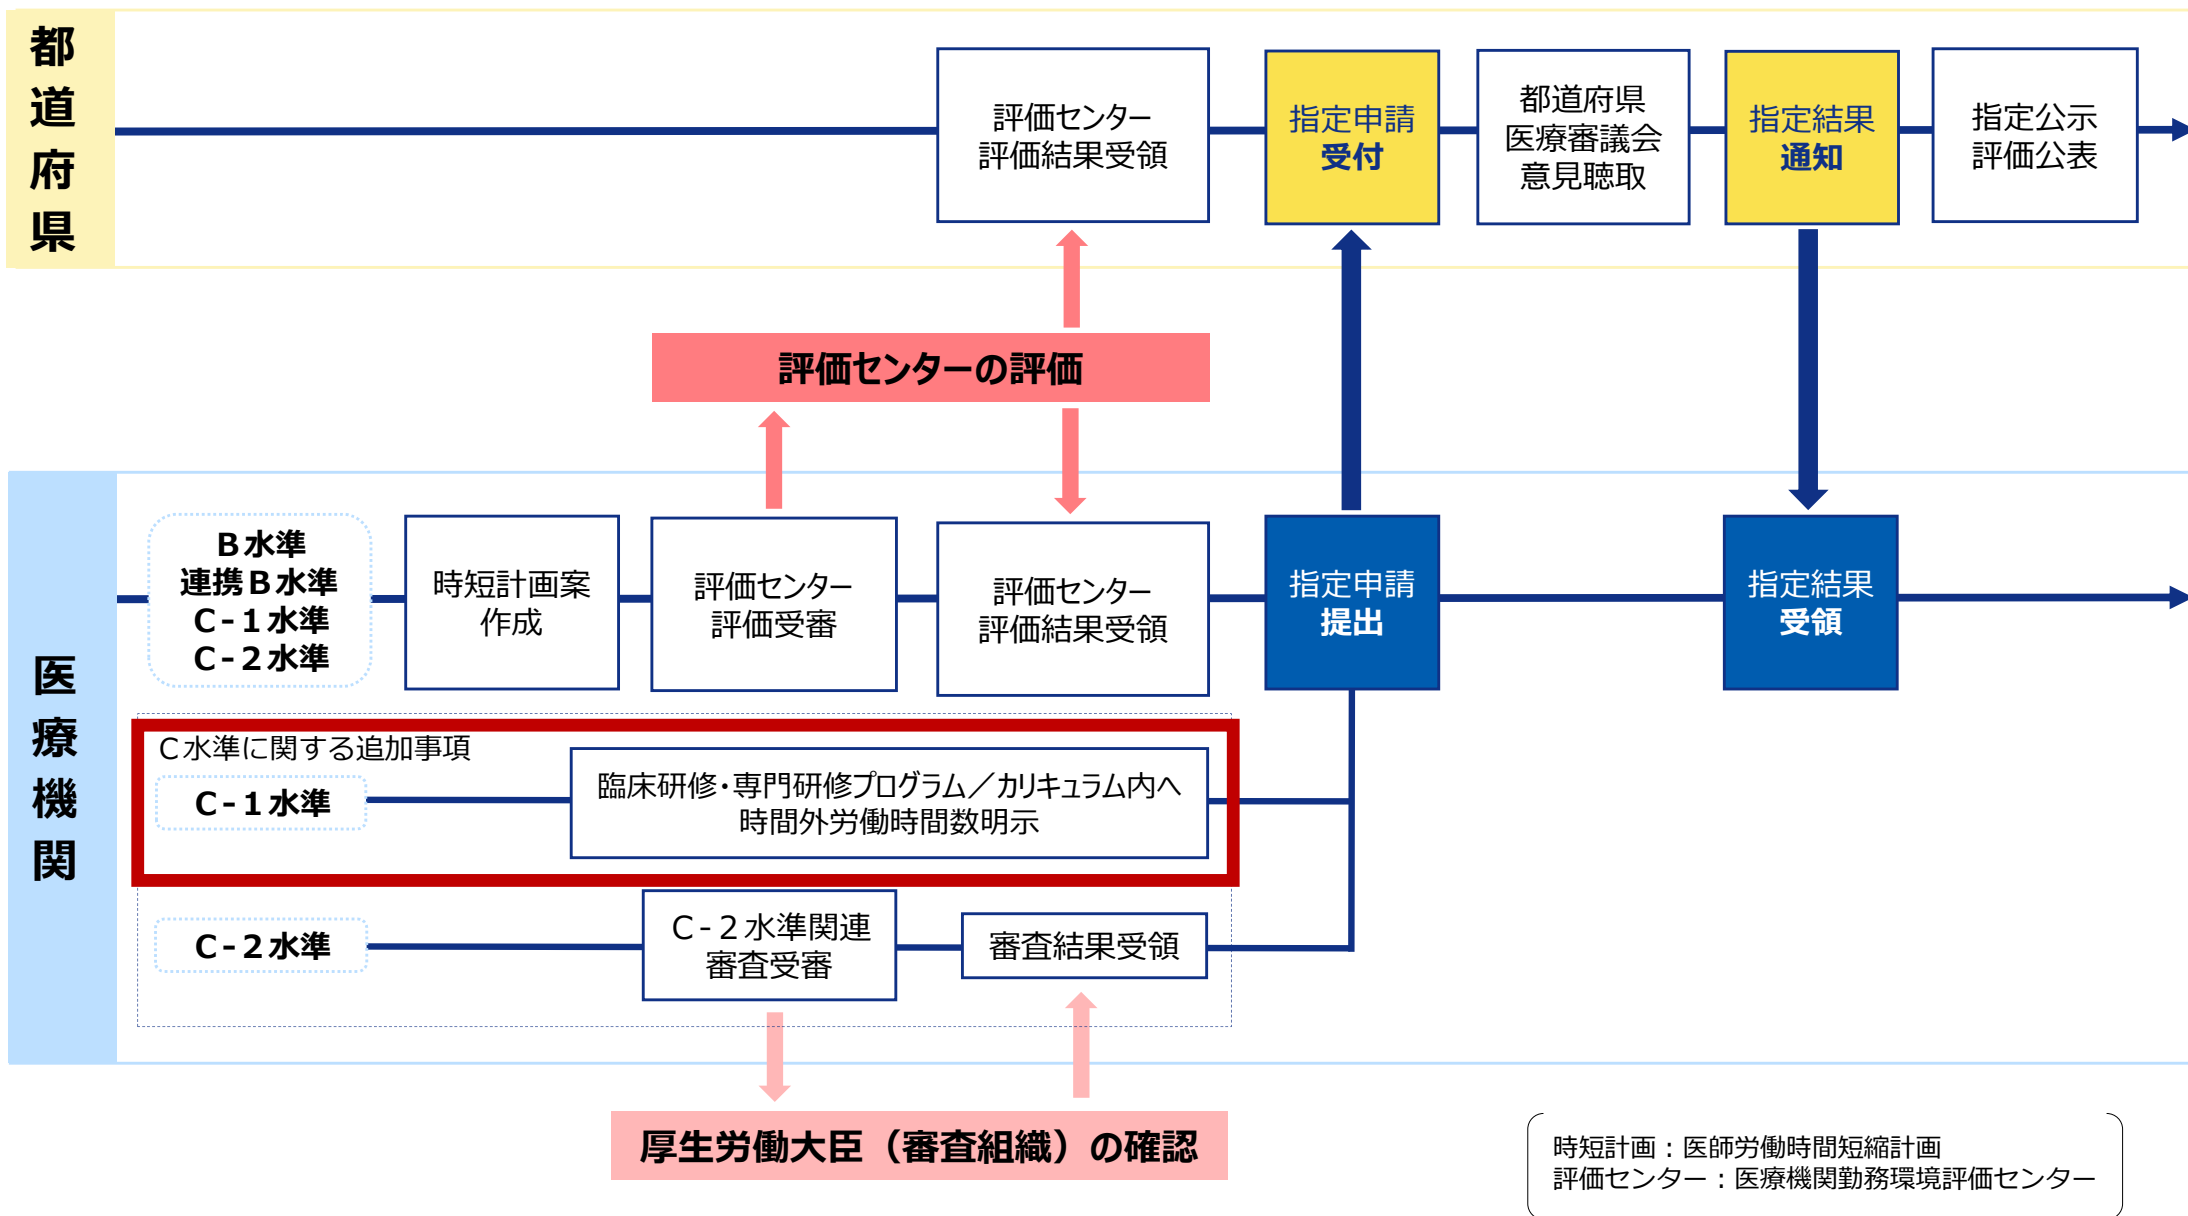 都道府県
評価センター
評価結果受領
指定申請
受付
都道府県
医療審議会
意見聴取
指定結果
通知
指定公示
評価公表
評価センターの評価
医療機関
B水準
連携B水準
C-1水準
C-2水準
時短計画案
作成
評価センター
評価受審
評価センター
評価結果受領
指定申請
提出
指定結果
受領
C水準に関する追加事項
C-1水準
臨床研修・専門研修プログラム／カリキュラム内へ
時間外労働時間数明示
C-2水準
C-2水準関連
審査受審
審査結果受領
厚生労働大臣（審査組織）の確認
時短計画：医師労働時間短縮計画
評価センター：医療機関勤務環境評価センター